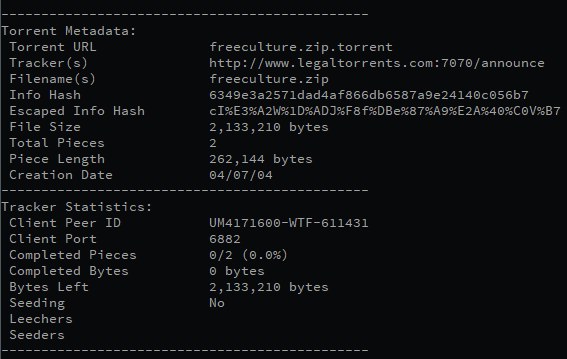 ----------------------------------------------
Torrent Metadata:
Torrent URL freeculture.zip.torrent
Tracker(s) http://www.legaltorrents.com:7070/announce
Filename(s) freeculture.zip
Info Hash 6349e3a2571dad4af866db6587a9e24140c056b7
Escaped Info Hash cI%E3%A2W%1D%ADJ%F8f%DBe%87%A9%E2A%40%C0V%B7
File Size 2,133,210 bytes
Total Pieces 2
Piece Length 262,144 bytes
Creation Date 04/07/04
----------------------------------------------
Tracker Statistics:
Client Peer ID UM4171600-WTF-611431
Client Port 6882
Completed Pieces 0/2 (0.0%)
Completed Bytes 0 bytes
Bytes Left 2,133,210 bytes
Seeding No
Leechers
Seeders
----------------------------------------------